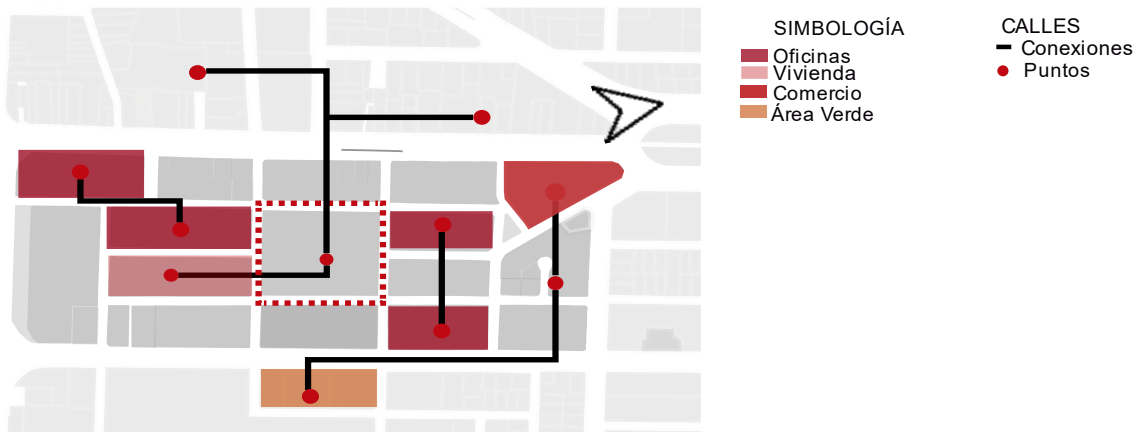 SIMBOLOGÍA
Oficinas
Vivienda
Comercio
Área Verde
CALLES
Conexiones
Puntos